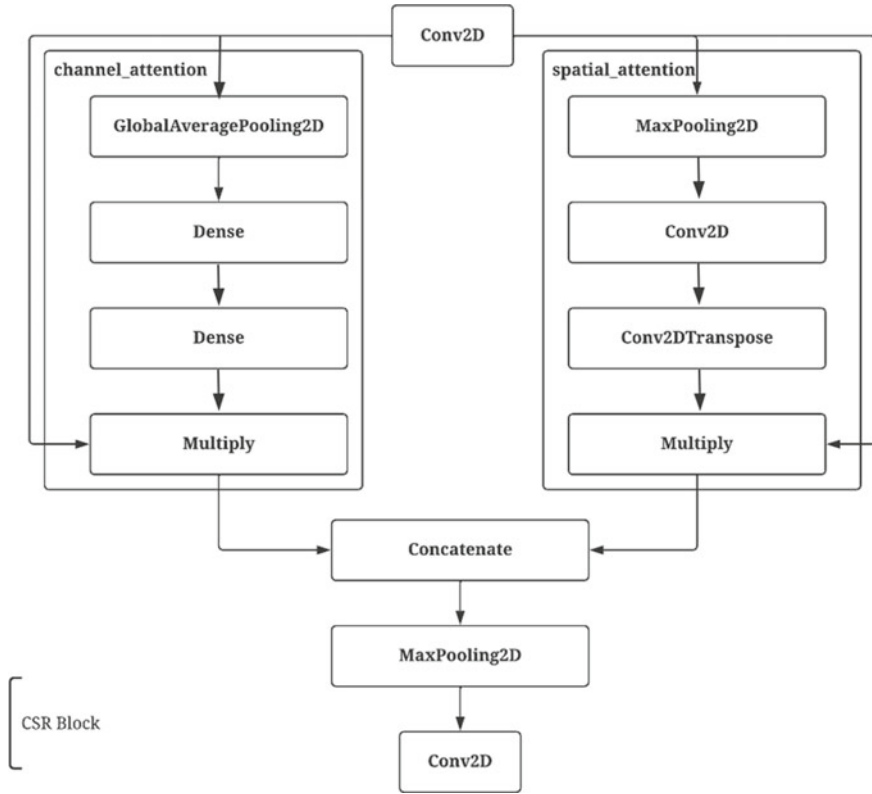 Conv2D
channel_attention
spatial_attention
GlobalAveragePooling2D
MaxPooling2D
Dense
Conv2D
Dense
Conv2DTranspose
Multiply
Multiply
Concatenate
MaxPooling2D
CSR Block
Conv2D